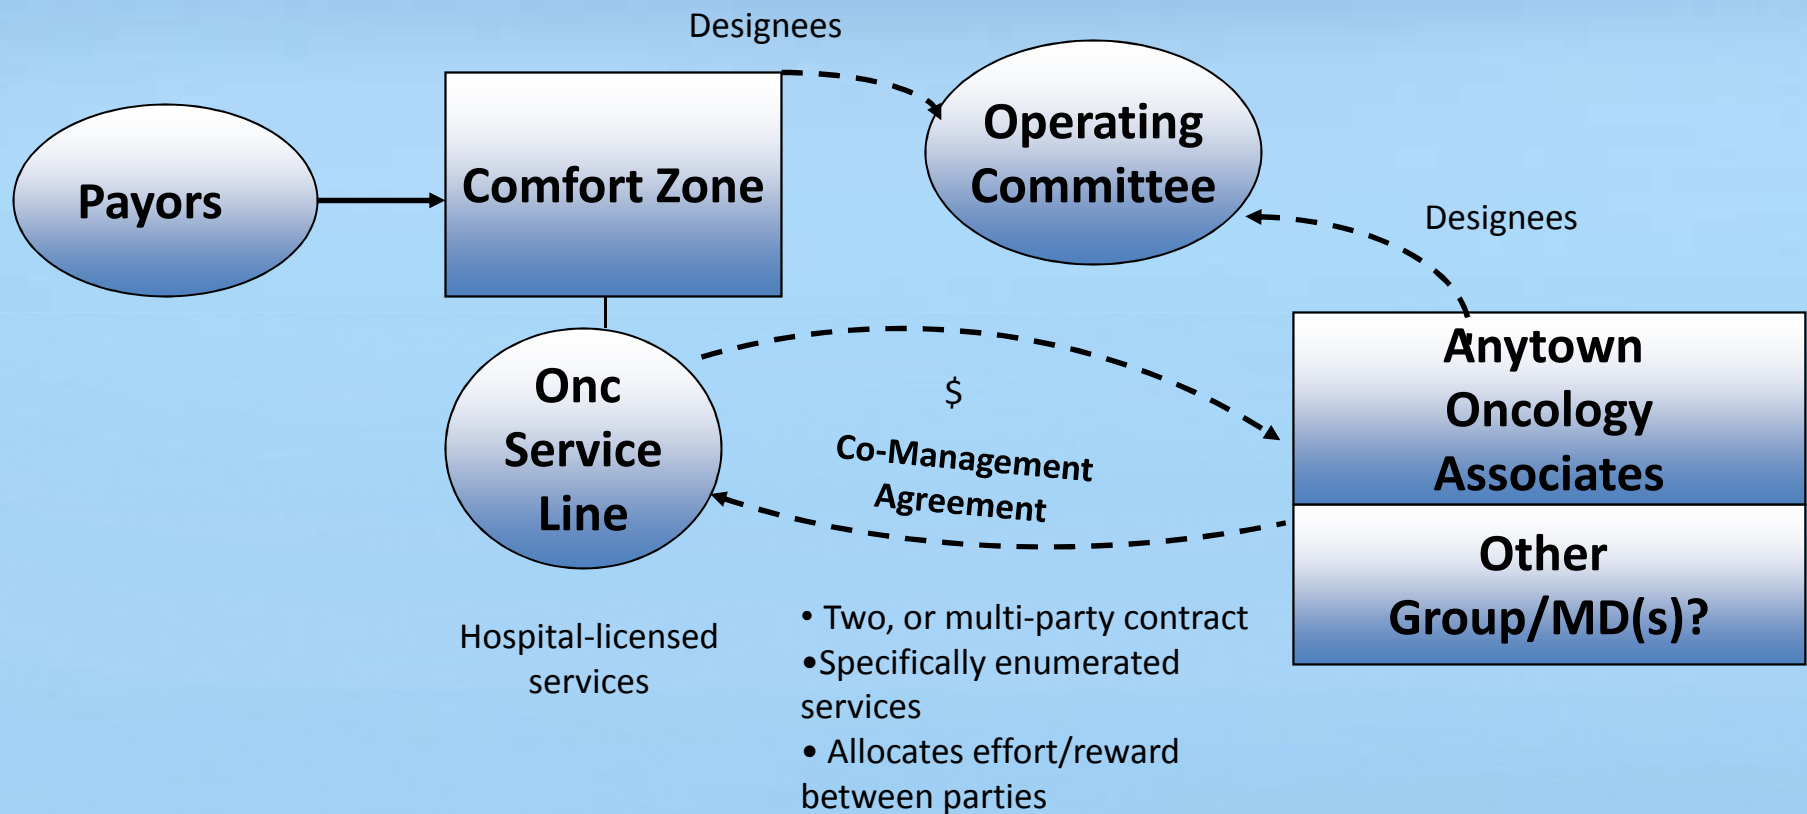 Designees
Payors
Comfort Zone
Operating
Committee
Designees
Onc
Service
Line
$
Co-Management
Agreement
Anytown
Oncology
Associates
Other
Group/MD(s)?
Hospital-licensed
services
• Two, or multi-party contract
•Specifically enumerated
services
• Allocates effort/reward
between parties